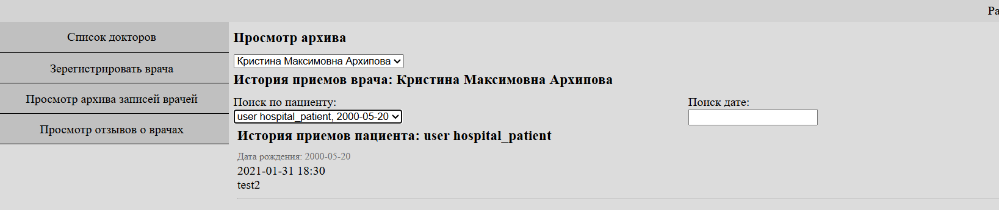 Ра
Список докторов
Зерегистрировать врача
Просмотр архива записей врачей
Просмотр отзывов о врачах
Просмотр архива
Кристина Максимовна Архипова
История приемов врача: Кристина Максимовна Архипова
Поиск по пациенту:
user hospital_patient, 2000-05-20
Поиск дате:
История приемов пациента: user hospital_patient
Дата рождения: 2000-05-20
2021-01-31 18:30
test2